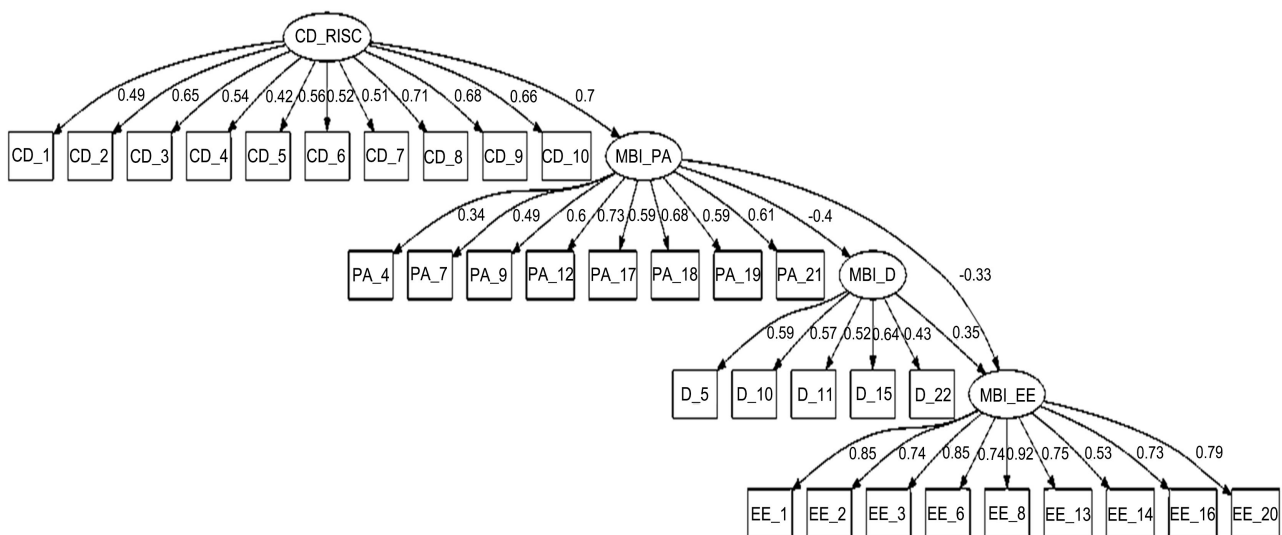 CD_RISC
0.49 0.65 0.54 0.42 0.56 0.52 0.51 0.71 0.68 0.66 0.7
CD_1 CD_2 CD_3 CD_4 CD_5 CD_6 CD_7 CD_8 CD_9 CD_10 MBI_PA
0.34 0.49 0.6 0.73 0.59 0.68 0.59 0.61 -0.4
PA_4 PA_7 PA_9 PA_12 PA_17 PA_18 PA_19 PA_21 MBI_D -0.33
0.59 0.57 0.52 0.64 0.43 0.35
D_5 D_10 D_11 D_15 D_22 MBI_EE
0.85 0.74 0.85 0.74 0.92 0.75 0.53 0.73 0.79
EE_1 EE_2 EE_3 EE_6 EE_8 EE_13 EE_14 EE_16 EE_20